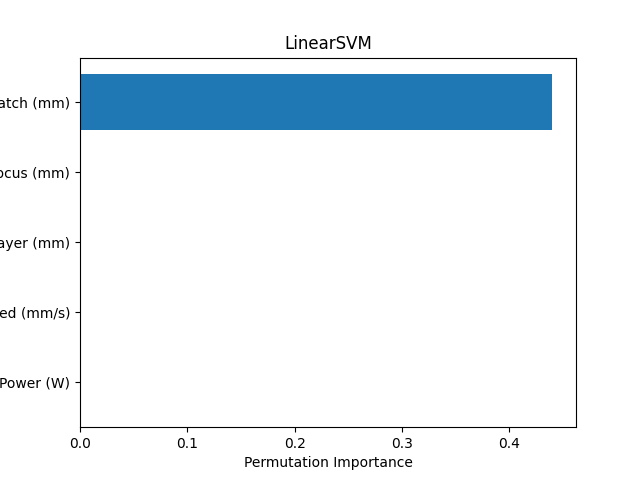 LinearSVM
atch (mm)
ocus (mm)
ayer (mm)
ed (mm/s)
Power (W)
0.0 0.1 0.2 0.3 0.4
Permutation Importance